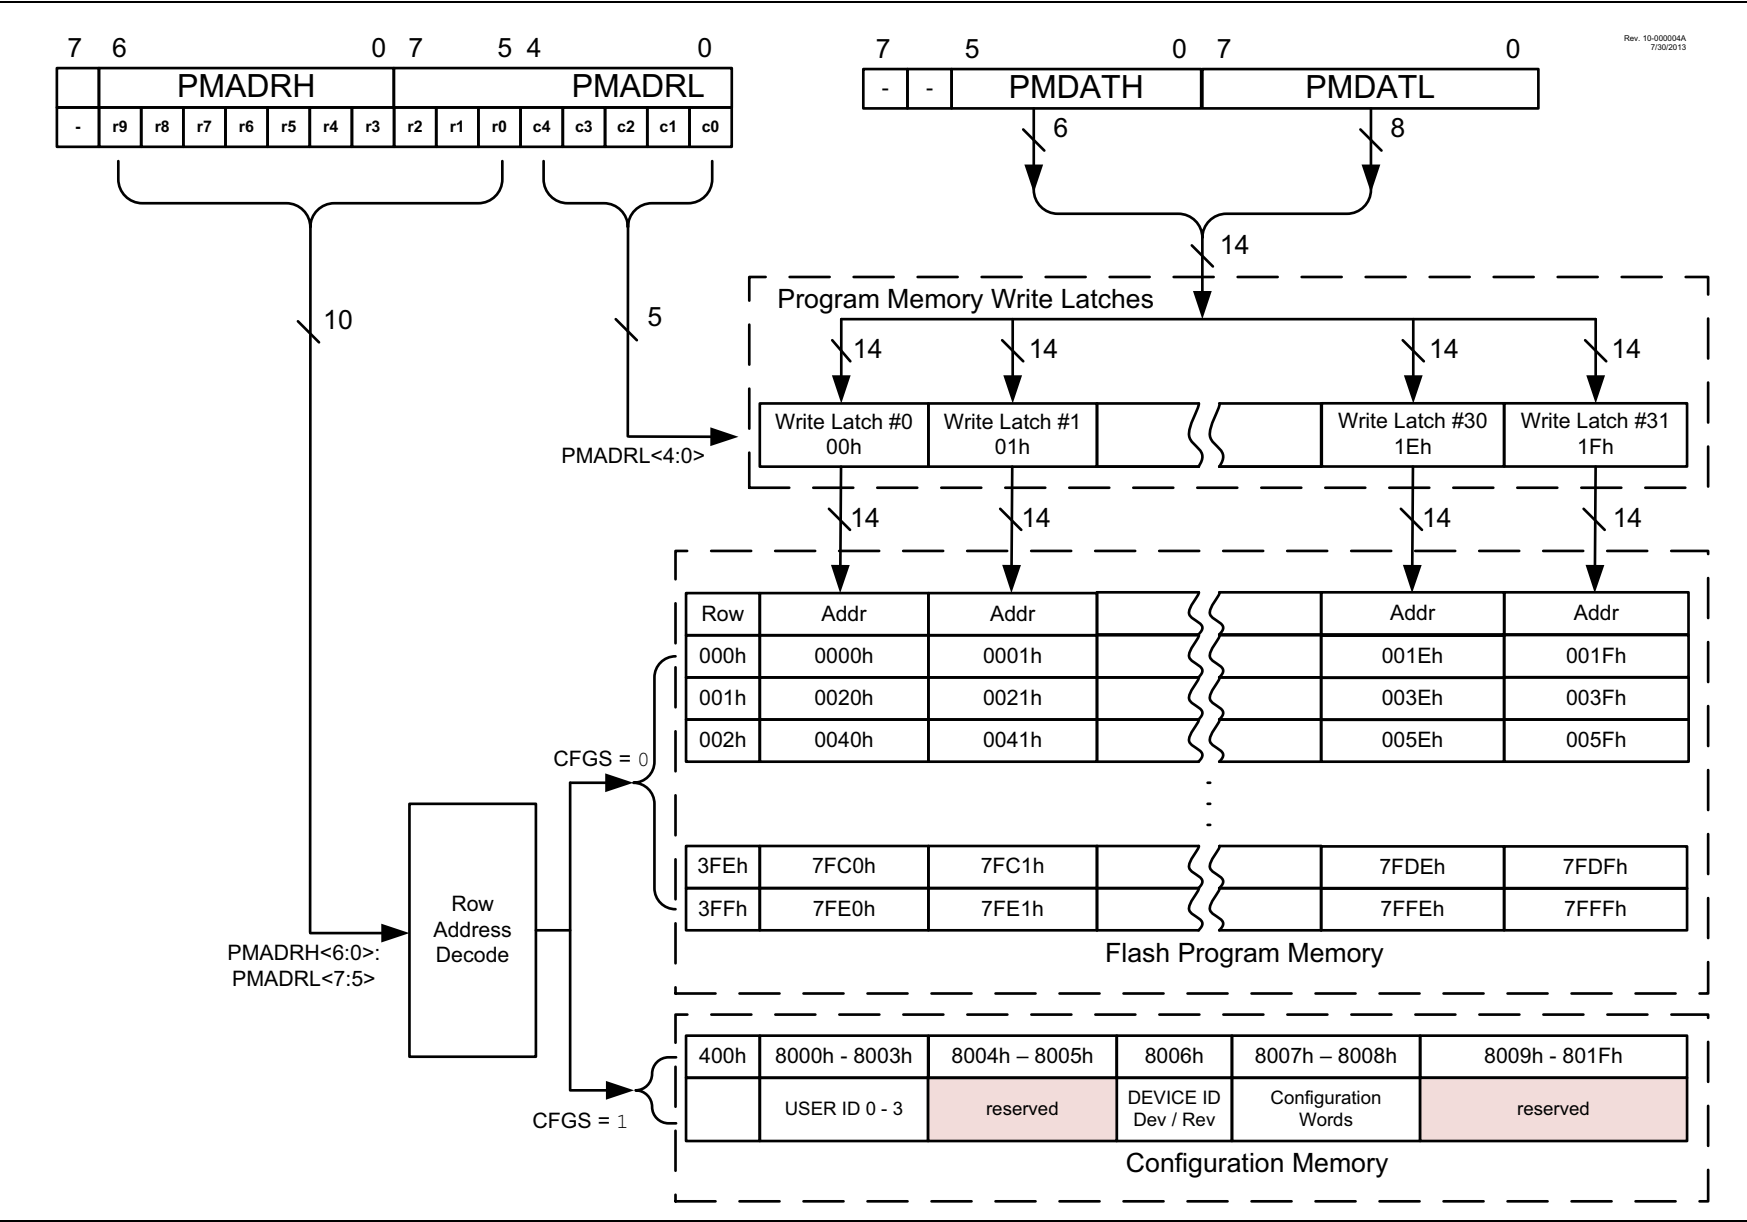 7 6 0 7 5 4 0
PMADRH PMADRL
- r9 r8 r7 r6 r5 r4 r3 r2 r1 r0 c4 c3 c2 c1 c0
7 5 0 7 0
- - PMDATH PMDATL
Rev. 10-000004A
7/30/2013
6 8
14
10
5
PMADRL<4:0>
Program Memory Write Latches
14 14 14 14
Write Latch #0 Write Latch #1 Write Latch #30 Write Latch #31
00h 01h 1Eh 1Fh
14 14 14 14
Row Addr Addr Addr Addr
000h 0000h 0001h 001Eh 001Fh
001h 0020h 0021h 003Eh 003Fh
002h 0040h 0041h 005Eh 005Fh
CFGS = 0
3FEh 7FC0h 7FC1h 7FDEh 7FDFh
3FFh 7FE0h 7FE1h 7FFEh 7FFFh
Flash Program Memory
Row
Address
Decode
PMADRH<6:0>:
PMADRL<7:5>
400h 8000h - 8003h 8004h – 8005h 8006h 8007h – 8008h 8009h - 801Fh
USER ID 0 - 3 reserved DEVICE ID Configuration reserved
Dev / Rev Words
CFGS = 1
Configuration Memory